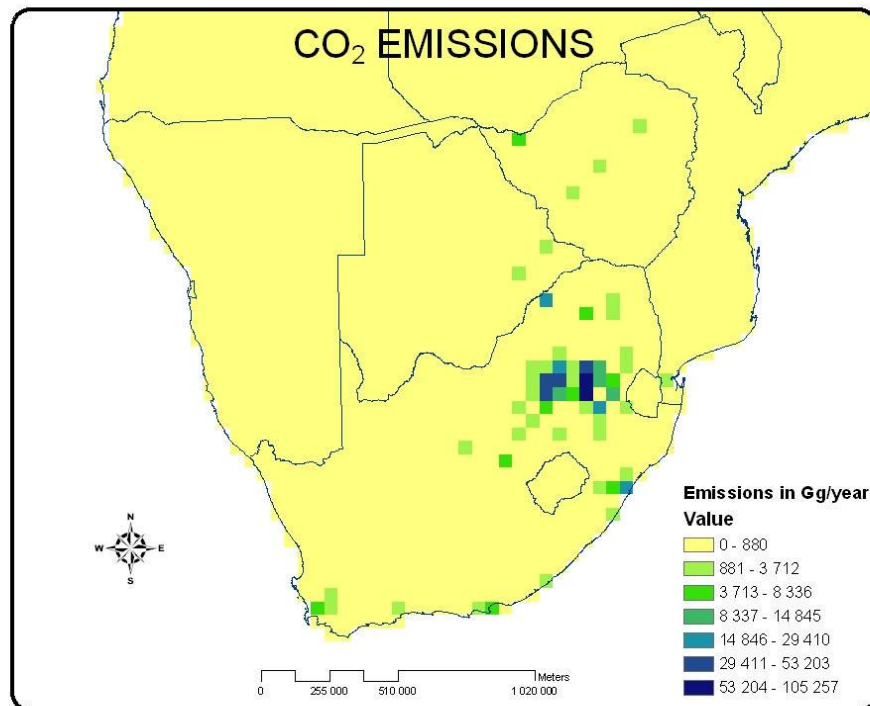 CO₂ EMISSIONS
N
W E
S
Emissions in Gg/year
Value
0 - 880
881 - 3 712
3 713 - 8 336
8 337 - 14 845
14 846 - 29 410
29 411 - 53 203
53 204 - 105 257
Meters
0 255 000 510 000 1 020 000